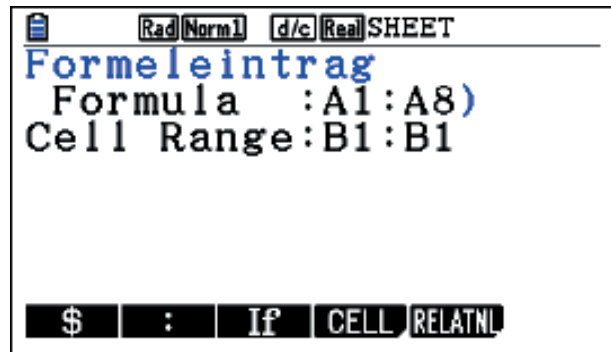 Rad Norm1 d/c Real SHEET
Formeleintrag
Formula :A1:A8)
Cell Range:B1:B1
$ : If CELL RELATNL